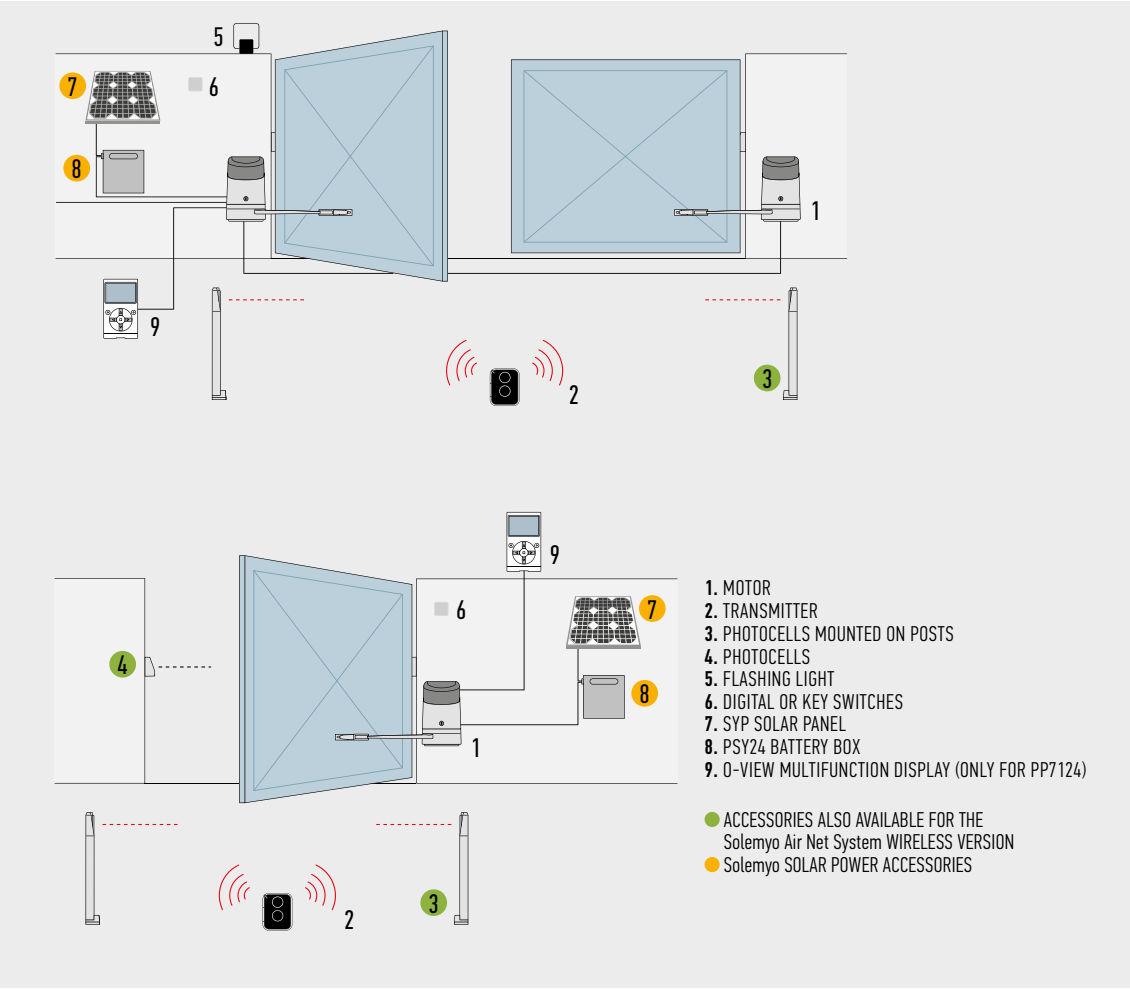 5
7
6
8
1
9
3
2
9
6
7
4
8
1
3
2
1. MOTOR
2. TRANSMITTER
3. PHOTOCELLS MOUNTED ON POSTS
4. PHOTOCELLS
5. FLASHING LIGHT
6. DIGITAL OR KEY SWITCHES
7. SYP SOLAR PANEL
8. PSY24 BATTERY BOX
9. O-VIEW MULTIFUNCTION DISPLAY (ONLY FOR PP7124)
ACCESSORIES ALSO AVAILABLE FOR THE
Solemyo Air Net System WIRELESS VERSION
Solemyo SOLAR POWER ACCESSORIES